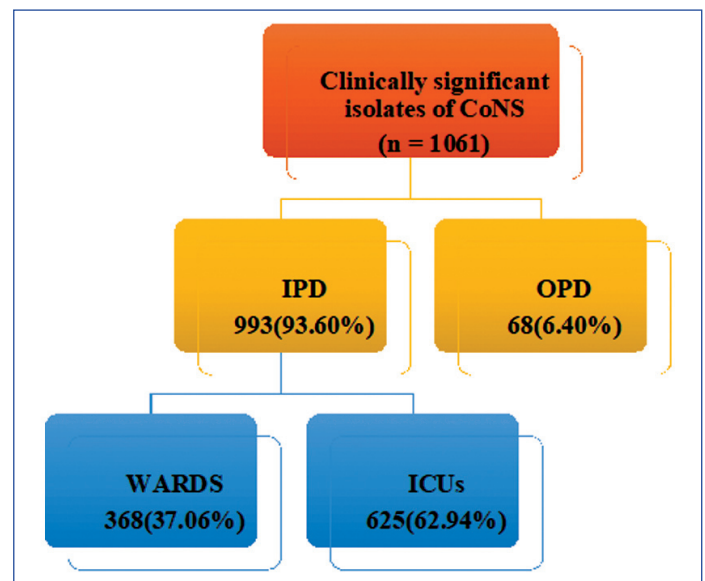 Clinically significant
isolates of CoNS
(n = 1061)
IPD
993(93.60%)
OPD
68(6.40%)
WARDS
368(37.06%)
ICUs
625(62.94%)